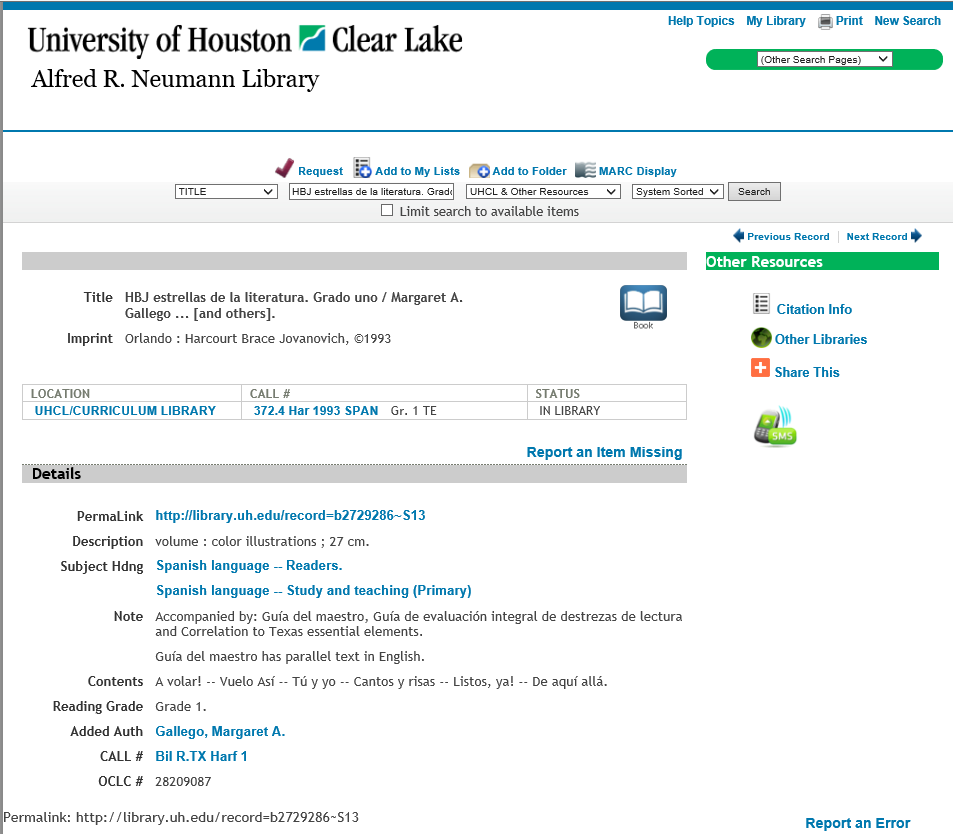 Help Topics My Library Print New Search
University of Houston Clear Lake
Alfred R. Neumann Library
(Other Search Pages)
Request Add to My Lists Add to Folder MARC Display
TITLE HBJ estrellas de la literatura. Grado UHCL & Other Resources System Sorted Search
Limit search to available items
Previous Record Next Record
Other Resources
Title HBJ estrellas de la literatura. Grado uno / Margaret A.
Gallego ... [and others].
Book
Imprint Orlando : Harcourt Brace Jovanovich, ©1993
Citation Info
Other Libraries
Share This
SMS
LOCATION CALL # STATUS
UHCL/CURRICULUM LIBRARY 372.4 Har 1993 SPAN Gr. 1 TE IN LIBRARY
Report an Item Missing
Details
PermaLink http://library.uh.edu/record=b2729286~S13
Description volume : color illustrations ; 27 cm.
Subject Hdng Spanish language -- Readers.
Spanish language -- Study and teaching (Primary)
Note Accompanied by: Guía del maestro, Guía de evaluación integral de destrezas de lectura
and Correlation to Texas essential elements.
Guía del maestro has parallel text in English.
Contents A volar! -- Vuelo Así -- Tú y yo -- Cantos y risas -- Listos, ya! -- De aquí allá.
Reading Grade Grade 1.
Added Auth Gallego, Margaret A.
CALL # Bil R.TX Harf 1
OCLC # 28209087
Permalink: http://library.uh.edu/record=b2729286~S13
Report an Error